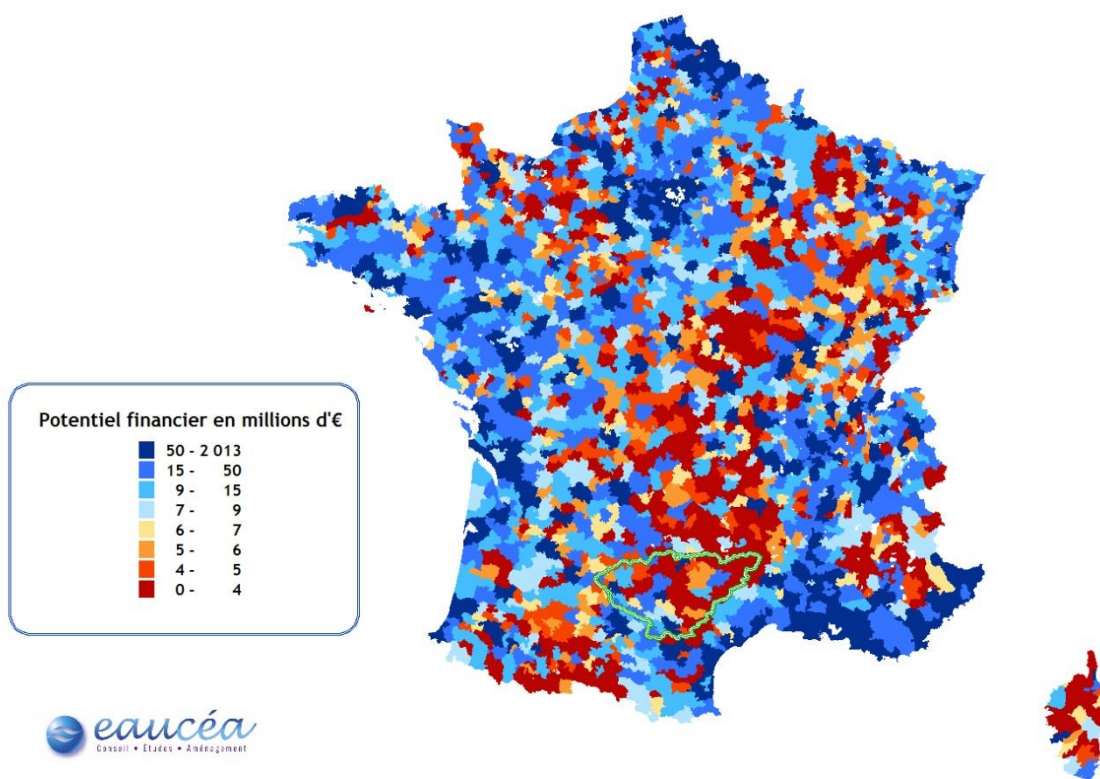 Potentiel financier en millions d'€
50 - 2 013
15 - 50
9 - 15
7 - 9
6 - 7
5 - 6
4 - 5
0 - 4
eaucéa
Conseil • Études • Aménagement